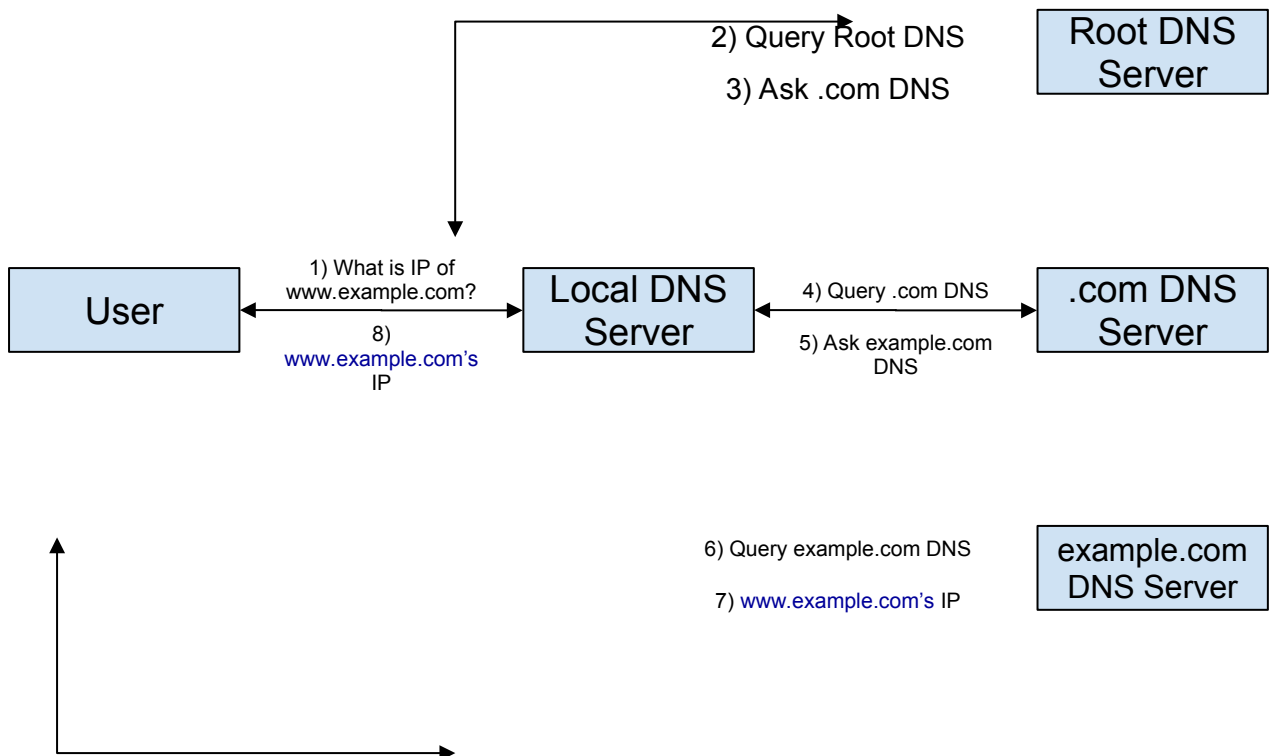 2) Query Root DNS
3) Ask .com DNS
Root DNS
Server
User
1) What is IP of
www.example.com?
8)
www.example.com’s
IP
Local DNS
Server
4) Query .com DNS
5) Ask example.com
DNS
.com DNS
Server
6) Query example.com DNS
7) www.example.com’s IP
example.com
DNS Server